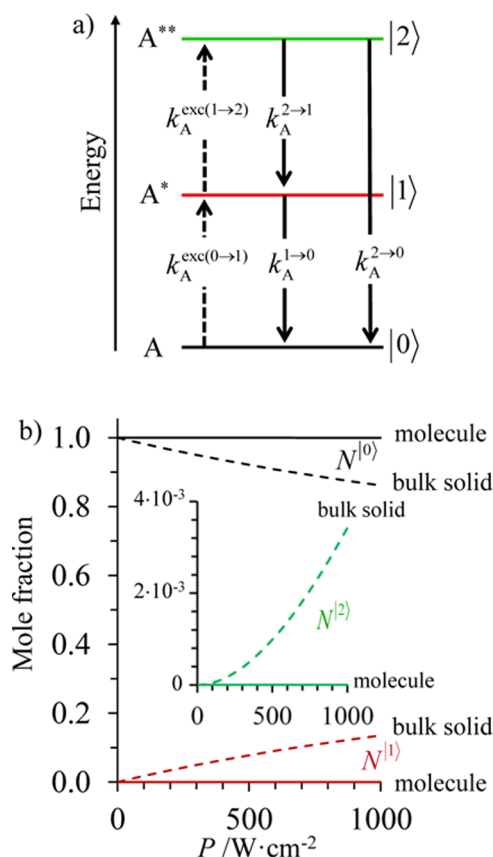 a)
A** |2⟩
k_A^exc(1→2) k_A^2→1
Energy
A* |1⟩
k_A^exc(0→1) k_A^1→0 k_A^2→0
A |0⟩
b)
1.0 molecule
N^|0⟩
bulk solid
0.8
4·10^-3
bulk solid
0.6
Mole fraction
2·10^-3
N^|2⟩
0.4
0 molecule
0 500 1000
0.2
bulk solid
N^|1⟩
0.0 molecule
0 500 1000
P /W·cm^-2